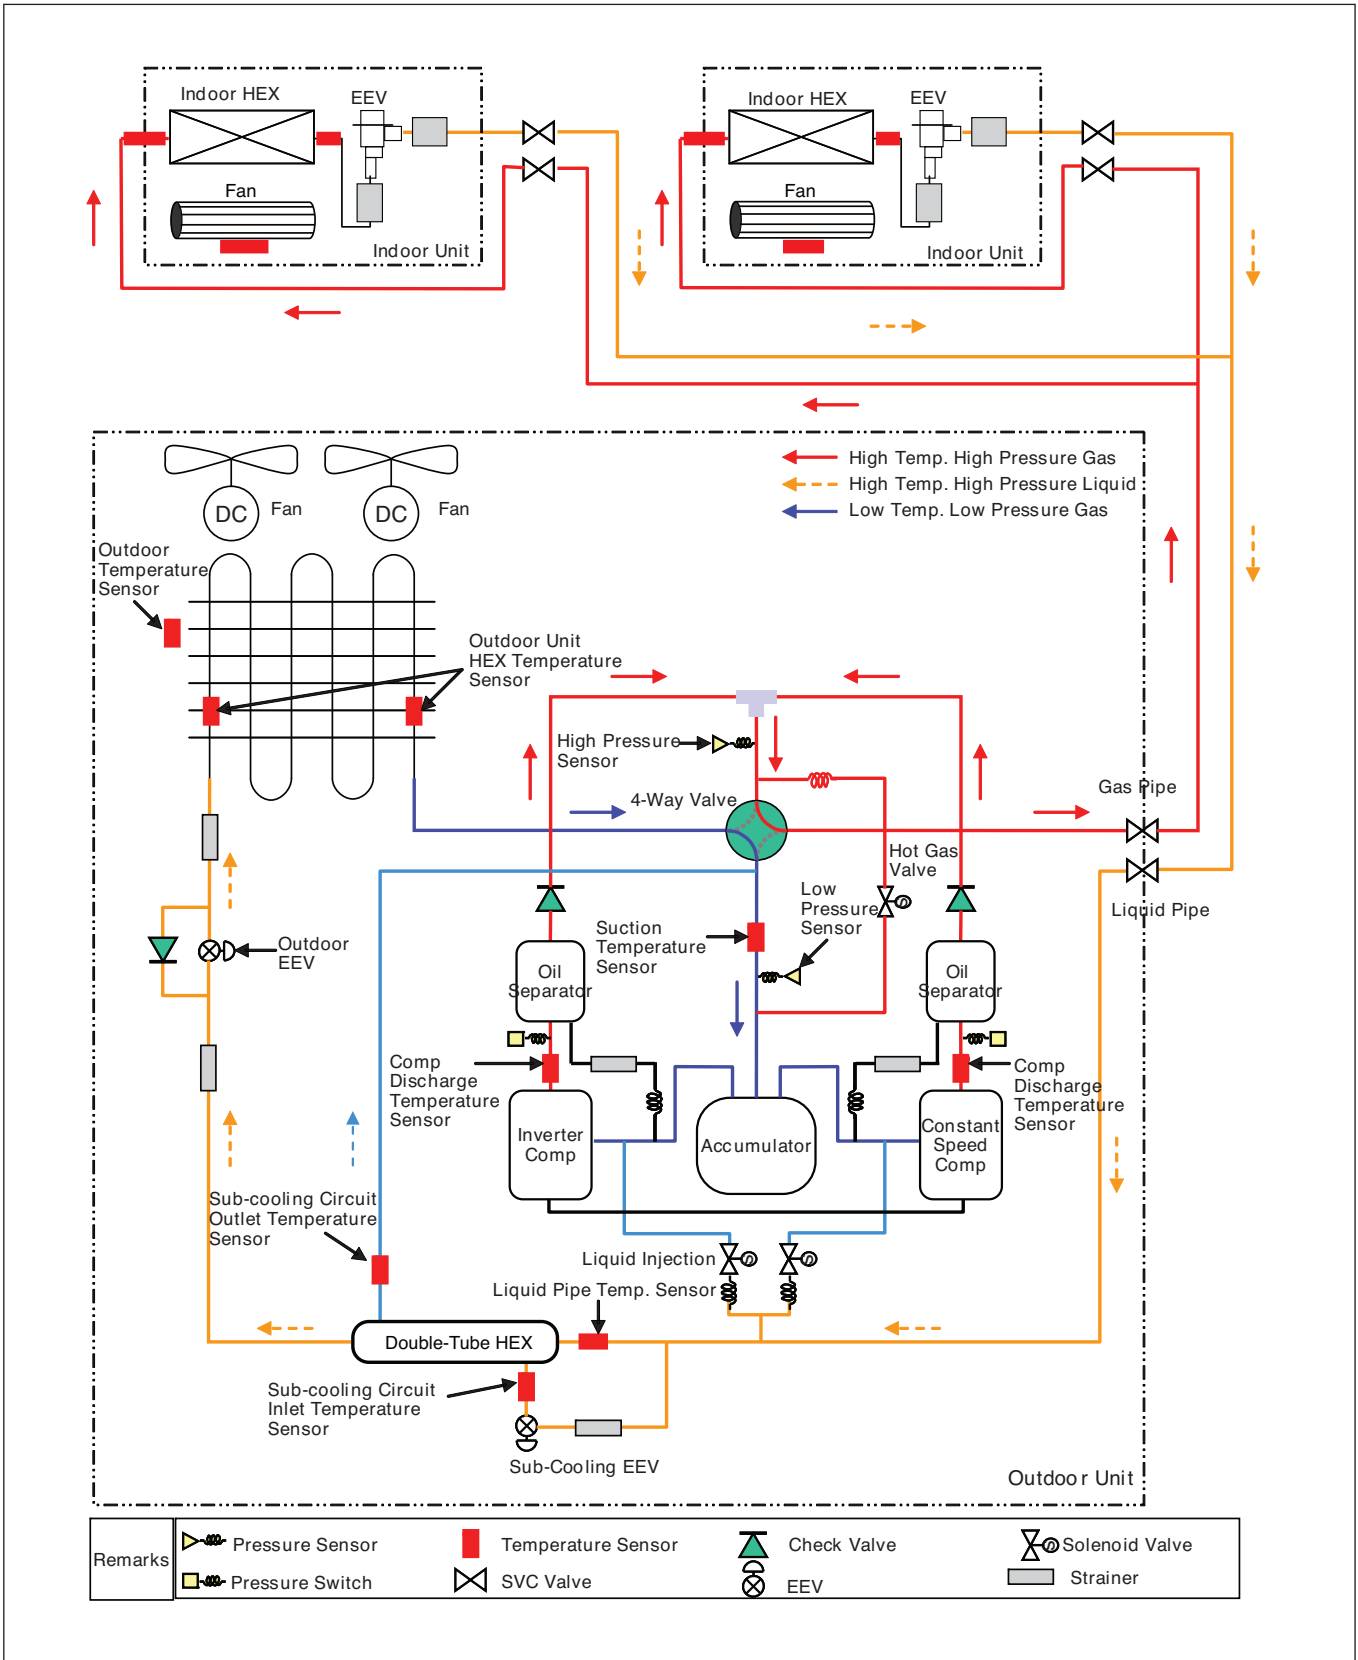 Indoor HEX
EEV
Fan
Indoor Unit
Indoor HEX
EEV
Fan
Indoor Unit
High Temp. High Pressure Gas
High Temp. High Pressure Liquid
Low Temp. Low Pressure Gas
DC
Fan
DC
Fan
Outdoor
Temperature
Sensor
Outdoor Unit
HEX Temperature
Sensor
High Pressure
Sensor
4-Way Valve
Gas Pipe
Hot Gas
Valve
Low
Pressure
Sensor
Liquid Pipe
Suction
Temperature
Sensor
Outdoor
EEV
Oil
Separator
Oil
Separator
Comp
Discharge
Temperature
Sensor
Comp
Discharge
Temperature
Sensor
Inverter
Comp
Accumulator
Constant
Speed
Comp
Sub-cooling Circuit
Outlet Temperature
Sensor
Liquid Injection
Liquid Pipe Temp. Sensor
Double-Tube HEX
Sub-cooling Circuit
Inlet Temperature
Sensor
Sub-Cooling EEV
Outdoor Unit
Remarks
Pressure Sensor
Temperature Sensor
Check Valve
Solenoid Valve
Pressure Switch
SVC Valve
EEV
Strainer